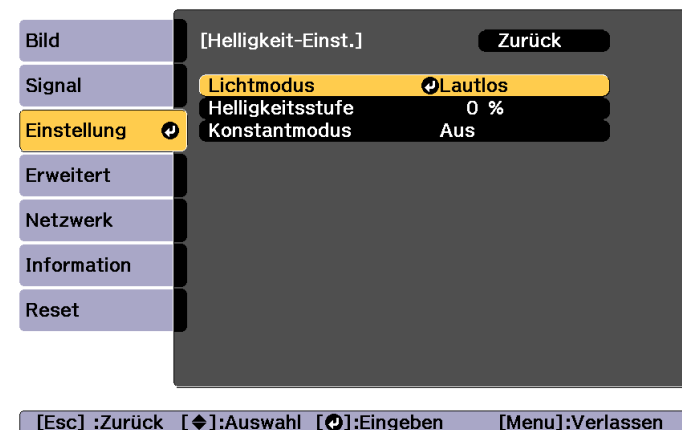 Bild
Signal
Einstellung
Erweitert
Netzwerk
Information
Reset
[Helligkeit-Einst.] Zurück
Lichtmodus Lautlos
Helligkeitsstufe 0 %
Konstantmodus Aus
[Esc] :Zurück [◆]:Auswahl [↵]:Eingeben [Menu]:Verlassen